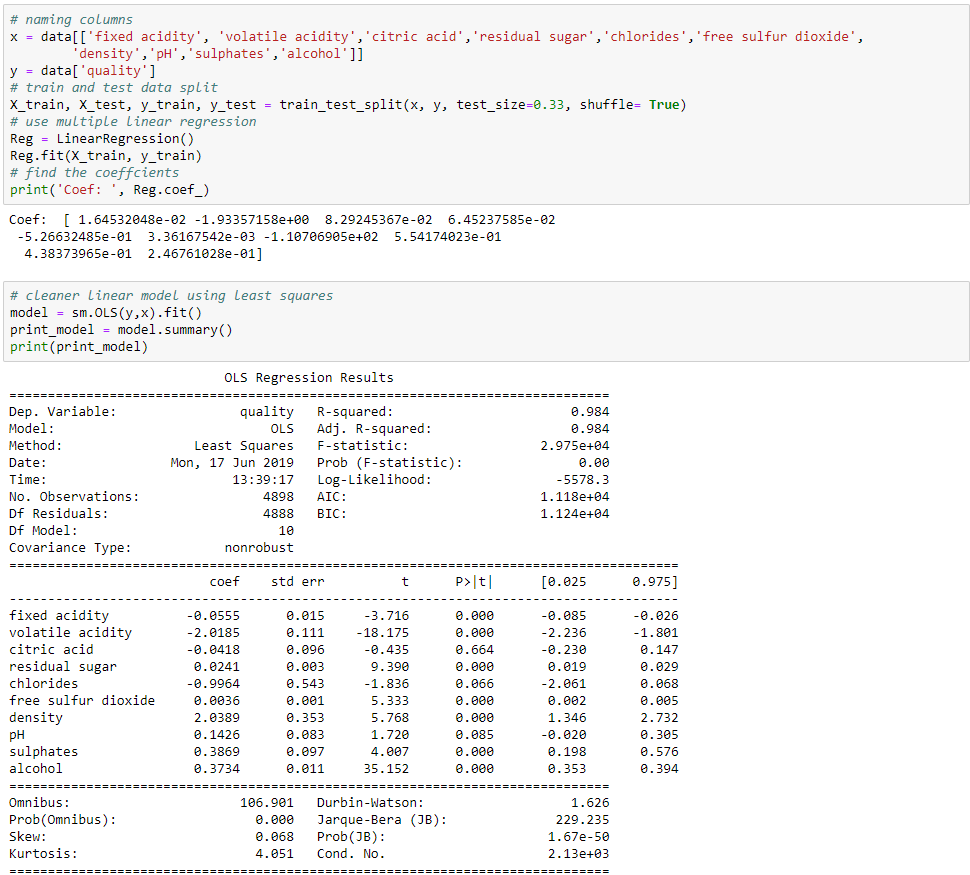 # naming columns
x = data[['fixed acidity', 'volatile acidity','citric acid','residual sugar','chlorides','free sulfur dioxide',
'density','pH','sulphates','alcohol']]
y = data['quality']
# train and test data split
X_train, X_test, y_train, y_test = train_test_split(x, y, test_size=0.33, shuffle= True)
# use multiple linear regression
Reg = LinearRegression()
Reg.fit(X_train, y_train)
# find the coeffcients
print('Coef: ', Reg.coef_)
Coef:  [ 1.64532048e-02 -1.93357158e+00  8.29245367e-02  6.45237585e-02
-5.26632485e-01  3.36167542e-03 -1.10706905e+02  5.54174023e-01
4.38373965e-01  2.46761028e-01]
# cleaner linear model using least squares
model = sm.OLS(y,x).fit()
print_model = model.summary()
print(print_model)
OLS Regression Results
==============================================================================
Dep. Variable: quality R-squared: 0.984
Model: OLS Adj. R-squared: 0.984
Method: Least Squares F-statistic: 2.975e+04
Date: Mon, 17 Jun 2019 Prob (F-statistic): 0.00
Time: 13:39:17 Log-Likelihood: -5578.3
No. Observations: 4898 AIC: 1.118e+04
Df Residuals: 4888 BIC: 1.124e+04
Df Model: 10
Covariance Type: nonrobust
=======================================================================================
coef std err t P>|t| [0.025 0.975]
---------------------------------------------------------------------------------------
fixed acidity -0.0555 0.015 -3.716 0.000 -0.085 -0.026
volatile acidity -2.0185 0.111 -18.175 0.000 -2.236 -1.801
citric acid -0.0418 0.096 -0.435 0.664 -0.230 0.147
residual sugar 0.0241 0.003 9.390 0.000 0.019 0.029
chlorides -0.9964 0.543 -1.836 0.066 -2.061 0.068
free sulfur dioxide 0.0036 0.001 5.333 0.000 0.002 0.005
density 2.0389 0.353 5.768 0.000 1.346 2.732
pH 0.1426 0.083 1.720 0.085 -0.020 0.305
sulphates 0.3869 0.097 4.007 0.000 0.198 0.576
alcohol 0.3734 0.011 35.152 0.000 0.353 0.394
==============================================================================
Omnibus: 106.901 Durbin-Watson: 1.626
Prob(Omnibus): 0.000 Jarque-Bera (JB): 229.235
Skew: 0.068 Prob(JB): 1.67e-50
Kurtosis: 4.051 Cond. No. 2.13e+03
==============================================================================